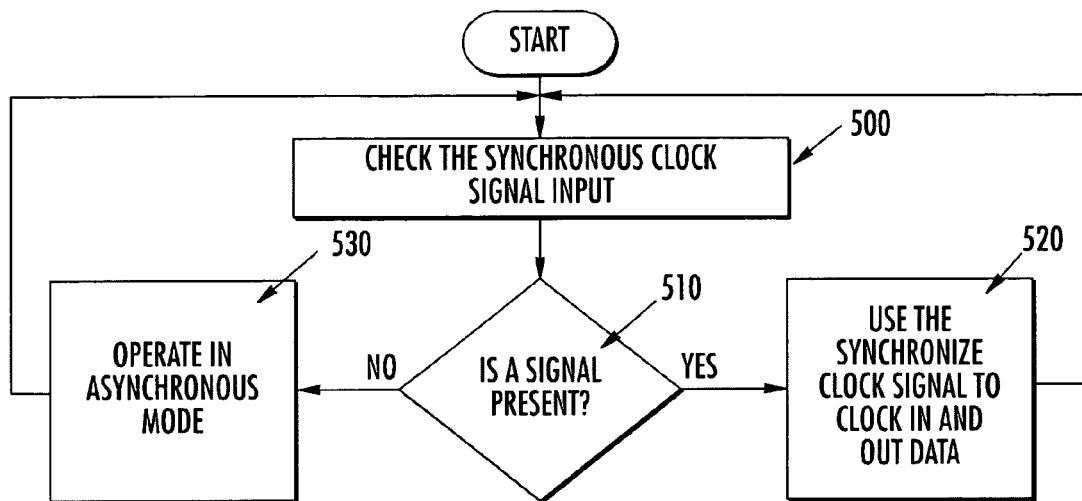 START
500
CHECK THE SYNCHRONOUS CLOCK
SIGNAL INPUT
530
510
520
OPERATE IN
ASYNCHRONOUS
MODE
NO
IS A SIGNAL
PRESENT?
YES
USE THE
SYNCHRONIZE
CLOCK SIGNAL TO
CLOCK IN AND
OUT DATA